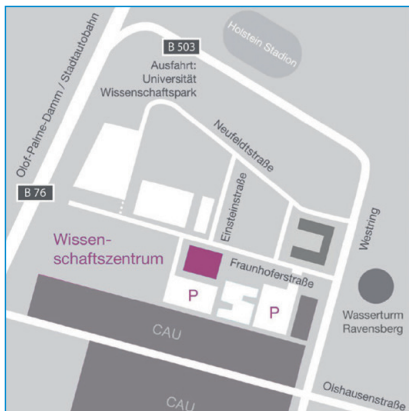 B 503
Holstein Stadion
Ausfahrt:
Universität
Wissenschaftspark
Olof-Palme-Damm / Stadtautobahn
Neufeldtstraße
B 76
Einsteinstraße
Westring
Wissen-
schaftszentrum
Fraunhoferstraße
P
P
Wasserturm
Ravensberg
CAU
Olshausenstraße
CAU